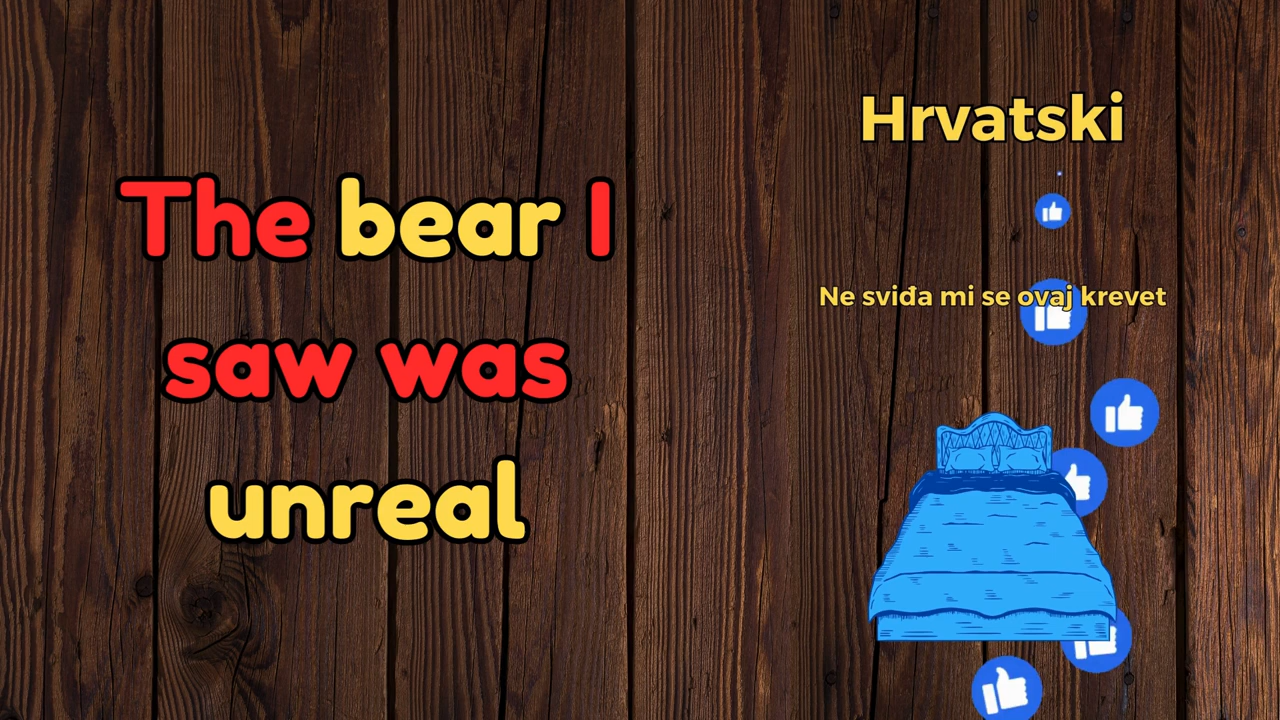 The bear I
saw was
unreal
Hrvatski
Ne sviđa mi se ovaj krevet